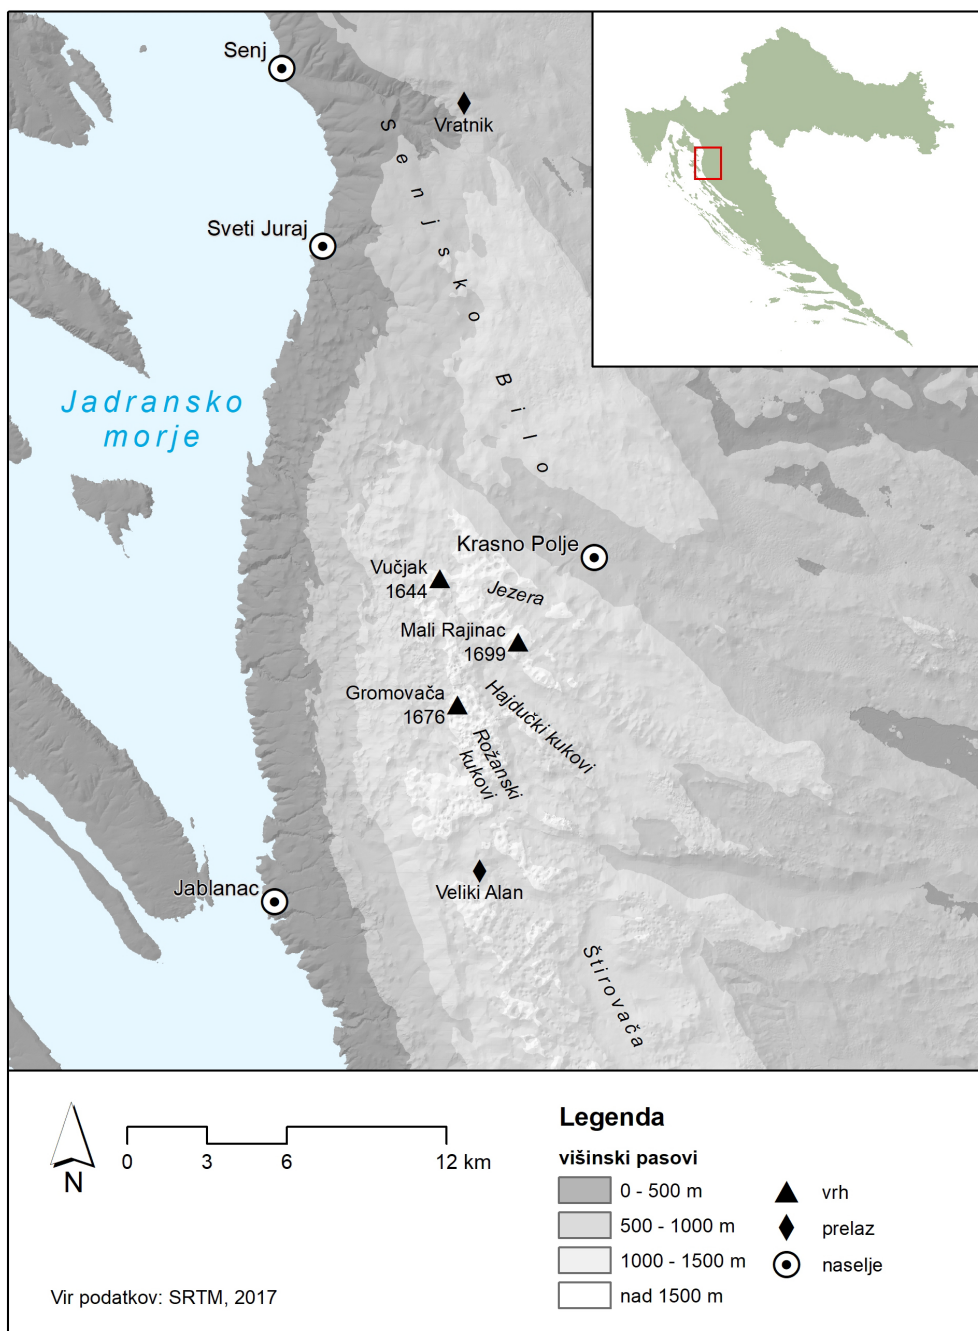 Senj
Vratnik
Senjsko Bilo
Sveti Juraj
Jadransko
morje
Krasno Polje
Vučjak
1644
Jezera
Mali Rajinac
1699
Gromovača
1676
Hajdučki kukovi
Rožanski
kukovi
Veliki Alan
Jablanac
Štirovača
N
0 3 6 12 km
Legenda
višinski pasovi
0 - 500 m
500 - 1000 m
1000 - 1500 m
nad 1500 m
vrh
prelaz
naselje
Vir podatkov: SRTM, 2017